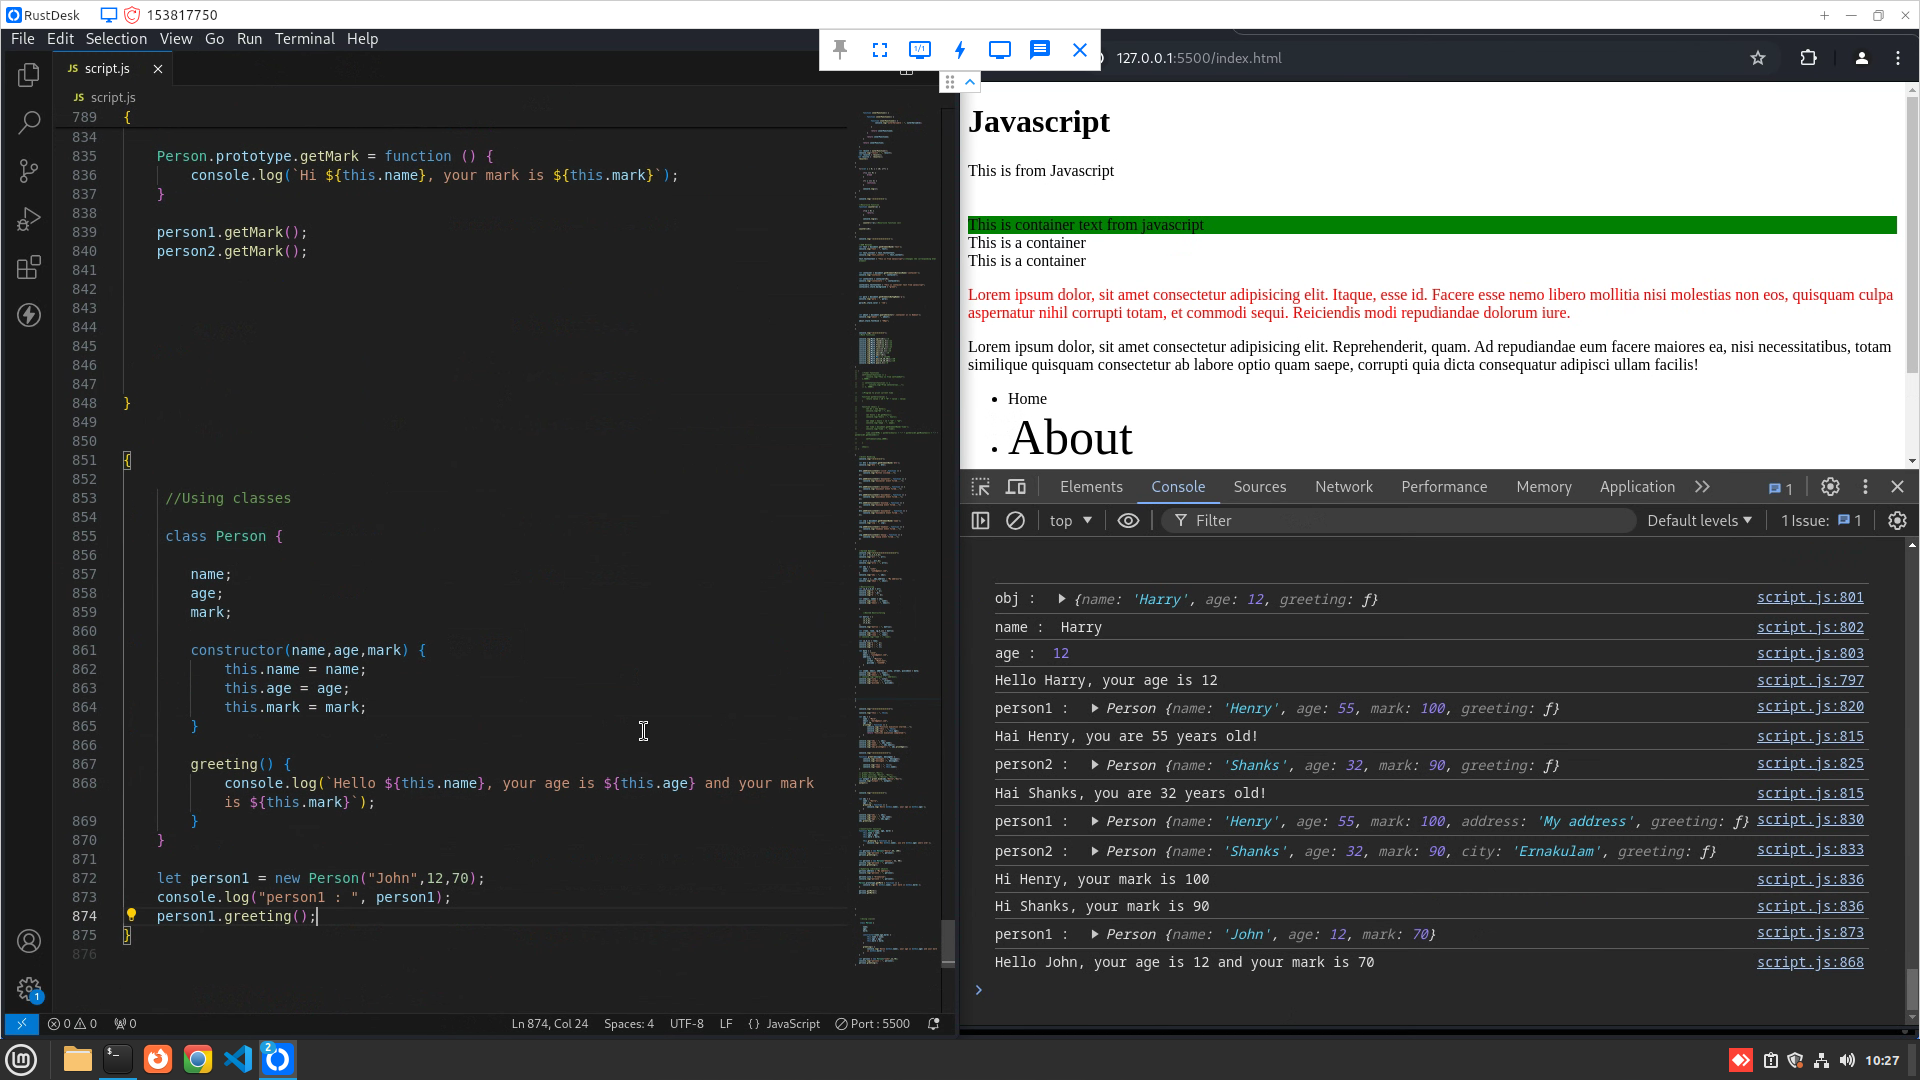 RustDesk 153817750
File Edit Selection View Go Run Terminal Help
JS script.js
JS script.js
789 {
834
835 Person.prototype.getMark = function () {
836 console.log(`Hi ${this.name}, your mark is ${this.mark}`);
837 }
838
839 person1.getMark();
840 person2.getMark();
841
842
843
844
845
846
847
848 }
849
850
851 {
852
853 //Using classes
854
855 class Person {
856
857 name;
858 age;
859 mark;
860
861 constructor(name,age,mark) {
862 this.name = name;
863 this.age = age;
864 this.mark = mark;
865 }
866
867 greeting() {
868 console.log(`Hello ${this.name}, your age is ${this.age} and your mark
is ${this.mark}`);
869 }
870 }
871
872 let person1 = new Person("John",12,70);
873 console.log("person1 : ", person1);
874 person1.greeting();
875 }
876
1
0 0 0 Ln 874, Col 24 Spaces: 4 UTF-8 LF {} JavaScript Port : 5500
1/1
127.0.0.1:5500/index.html
Javascript
This is from Javascript
This is container text from javascript
This is a container
This is a container
Lorem ipsum dolor, sit amet consectetur adipisicing elit. Itaque, esse id. Facere esse nemo libero mollitia nisi molestias non eos, quisquam culpa
aspernatur nihil corrupti totam, et commodi sequi. Reiciendis modi repudiandae dolorum iure.
Lorem ipsum dolor, sit amet consectetur adipisicing elit. Reprehenderit, quam. Ad repudiandae eum facere maiores ea, nisi necessitatibus, totam
similique quisquam consectetur ab labore optio quam saepe, corrupti quia dicta consequatur adipisci ullam facilis!
Home
About
Elements Console Sources Network Performance Memory Application 1
top Filter Default levels 1 Issue: 1
obj : {name: 'Harry', age: 12, greeting: ƒ} script.js:801
name : Harry script.js:802
age : 12 script.js:803
Hello Harry, your age is 12 script.js:797
person1 : Person {name: 'Henry', age: 55, mark: 100, greeting: ƒ} script.js:820
Hai Henry, you are 55 years old! script.js:815
person2 : Person {name: 'Shanks', age: 32, mark: 90, greeting: ƒ} script.js:825
Hai Shanks, you are 32 years old! script.js:815
person1 : Person {name: 'Henry', age: 55, mark: 100, address: 'My address', greeting: ƒ} script.js:830
person2 : Person {name: 'Shanks', age: 32, mark: 90, city: 'Ernakulam', greeting: ƒ} script.js:833
Hi Henry, your mark is 100 script.js:836
Hi Shanks, your mark is 90 script.js:836
person1 : Person {name: 'John', age: 12, mark: 70} script.js:873
Hello John, your age is 12 and your mark is 70 script.js:868
2
10:27